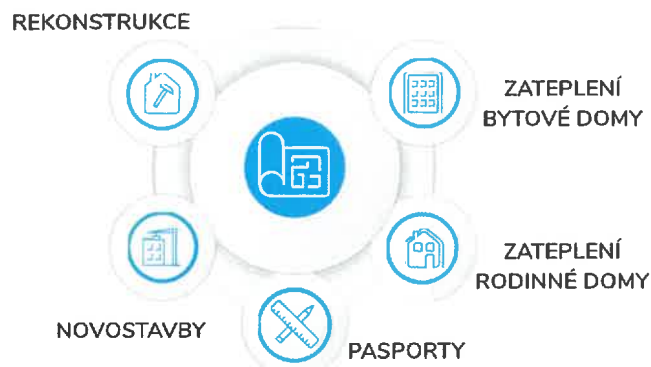 REKONSTRUKCE
ZATEPLENÍ
BYTOVÉ DOMY
ZATEPLENÍ
RODINNÉ DOMY
NOVOSTAVBY
PASPORTY